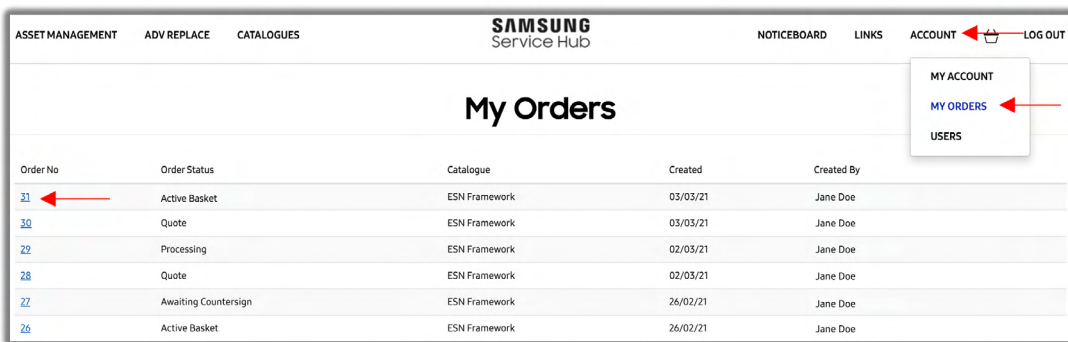 ASSET MANAGEMENT ADV REPLACE CATALOGUES SAMSUNG Service Hub NOTICEBOARD LINKS ACCOUNT LOG OUT
MY ACCOUNT
MY ORDERS
USERS
My Orders
Order No Order Status Catalogue Created Created By
31 Active Basket ESN Framework 03/03/21 Jane Doe
30 Quote ESN Framework 03/03/21 Jane Doe
29 Processing ESN Framework 02/03/21 Jane Doe
28 Quote ESN Framework 02/03/21 Jane Doe
27 Awaiting Countersign ESN Framework 26/02/21 Jane Doe
26 Active Basket ESN Framework 26/02/21 Jane Doe